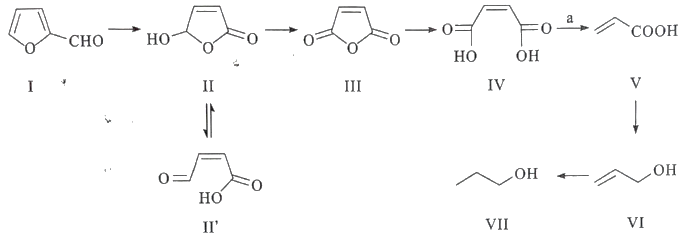 O CHO HO O O O O O O O HO OH a COOH
I II III IV V
O HO O OH OH
II' VII VI